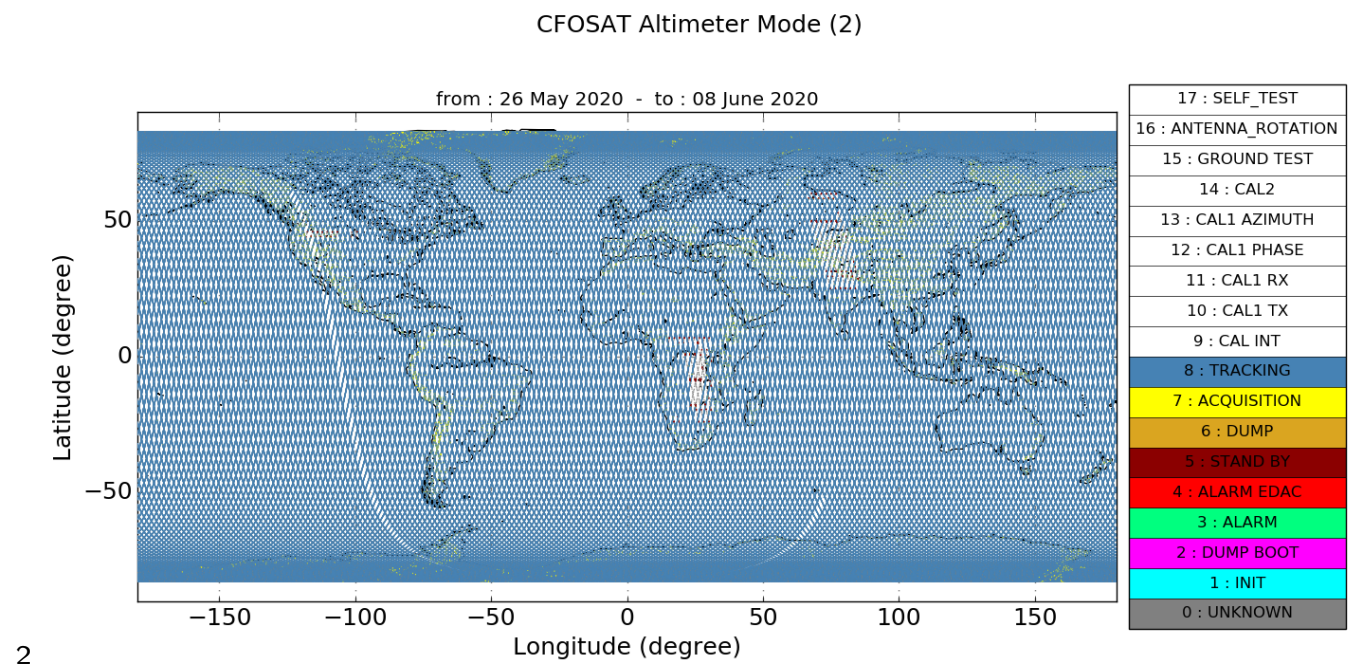 CFOSAT Altimeter Mode (2)
from : 26 May 2020  -  to : 08 June 2020
17 : SELF_TEST
16 : ANTENNA_ROTATION
15 : GROUND TEST
14 : CAL2
13 : CAL1 AZIMUTH
12 : CAL1 PHASE
11 : CAL1 RX
10 : CAL1 TX
9 : CAL INT
8 : TRACKING
7 : ACQUISITION
6 : DUMP
5 : STAND BY
4 : ALARM EDAC
3 : ALARM
2 : DUMP BOOT
1 : INIT
0 : UNKNOWN
Latitude (degree)
50
0
−50
−150 −100 −50 0 50 100 150
Longitude (degree)
2